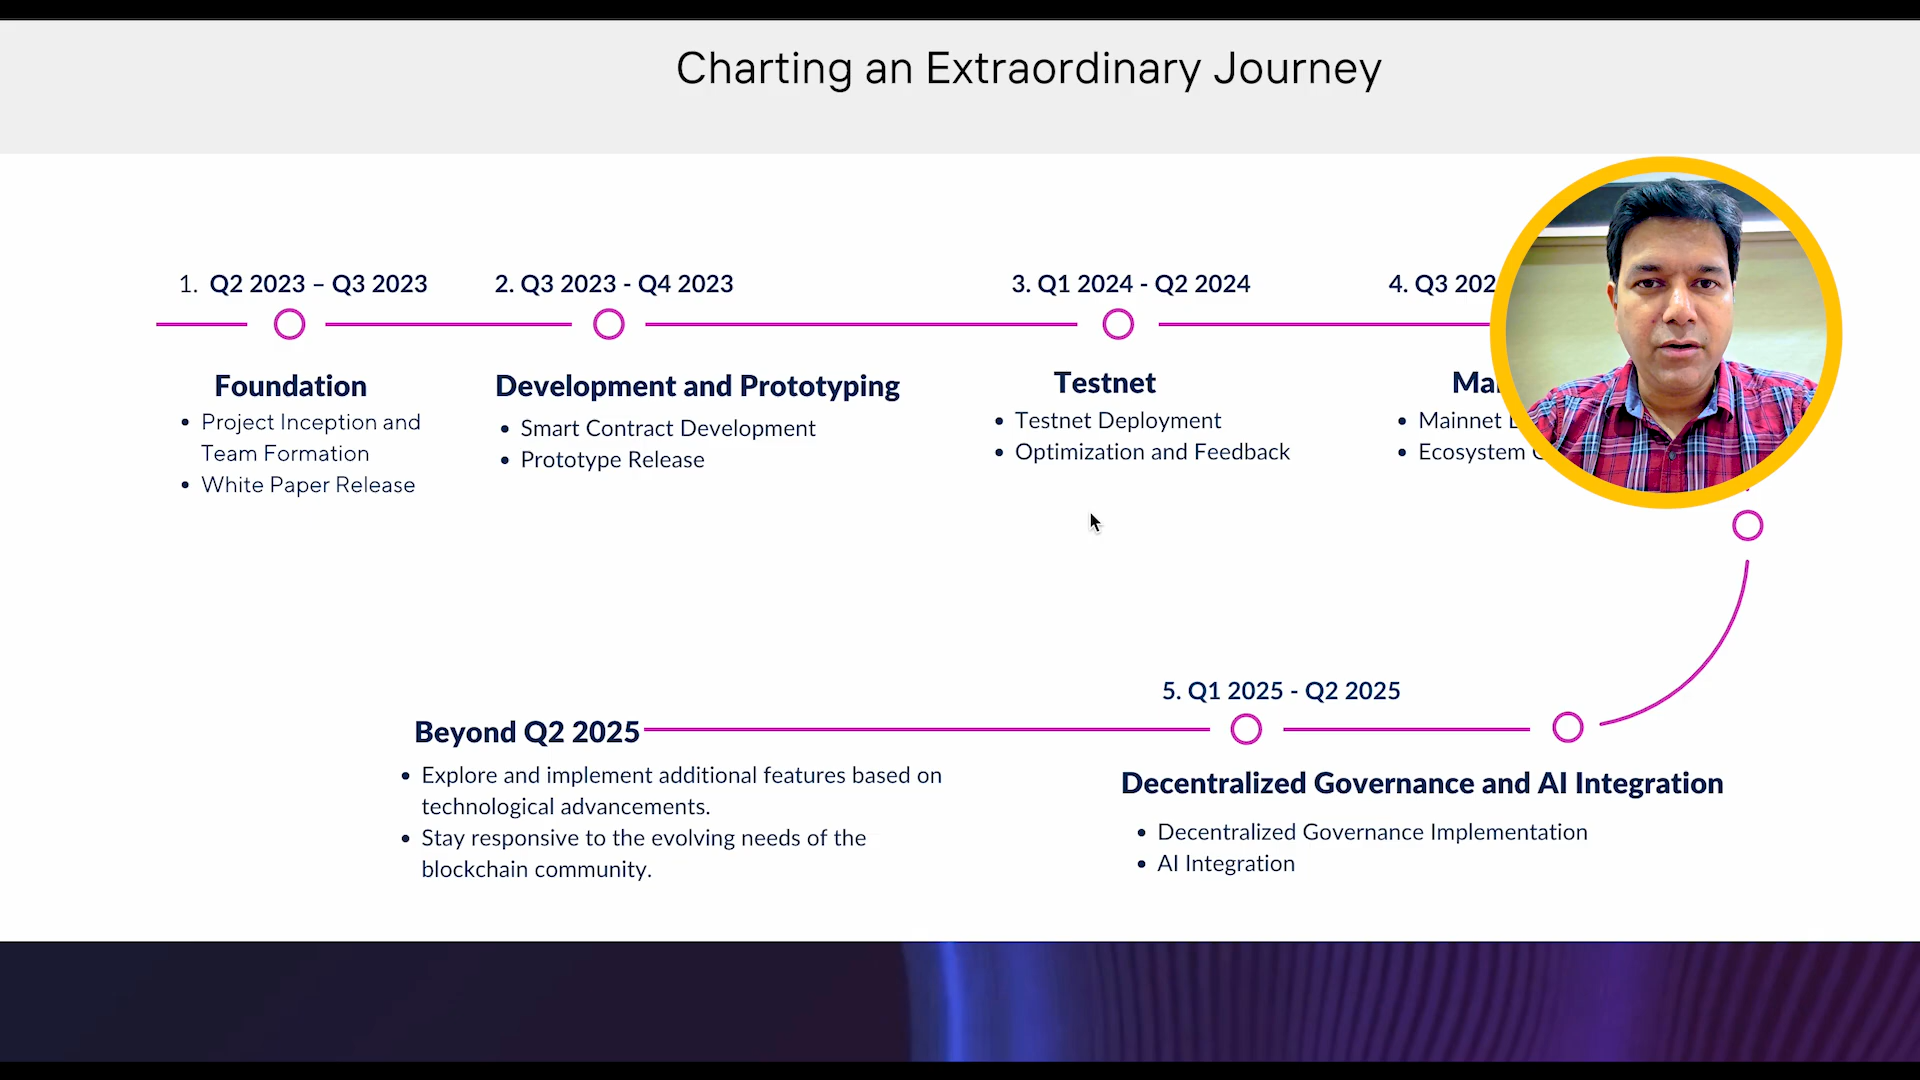 Charting an Extraordinary Journey
1. Q2 2023 – Q3 2023
2. Q3 2023 - Q4 2023
3. Q1 2024 - Q2 2024
4. Q3
Foundation
Development and Prototyping
Testnet
• Project Inception and
Team Formation
• White Paper Release
• Smart Contract Development
• Prototype Release
• Testnet Deployment
• Optimization and Feedback
• Mainnet
• Ecosystem
5. Q1 2025 - Q2 2025
Decentralized Governance and AI Integration
• Decentralized Governance Implementation
• AI Integration
Beyond Q2 2025
• Explore and implement additional features based on
technological advancements.
• Stay responsive to the evolving needs of the
blockchain community.